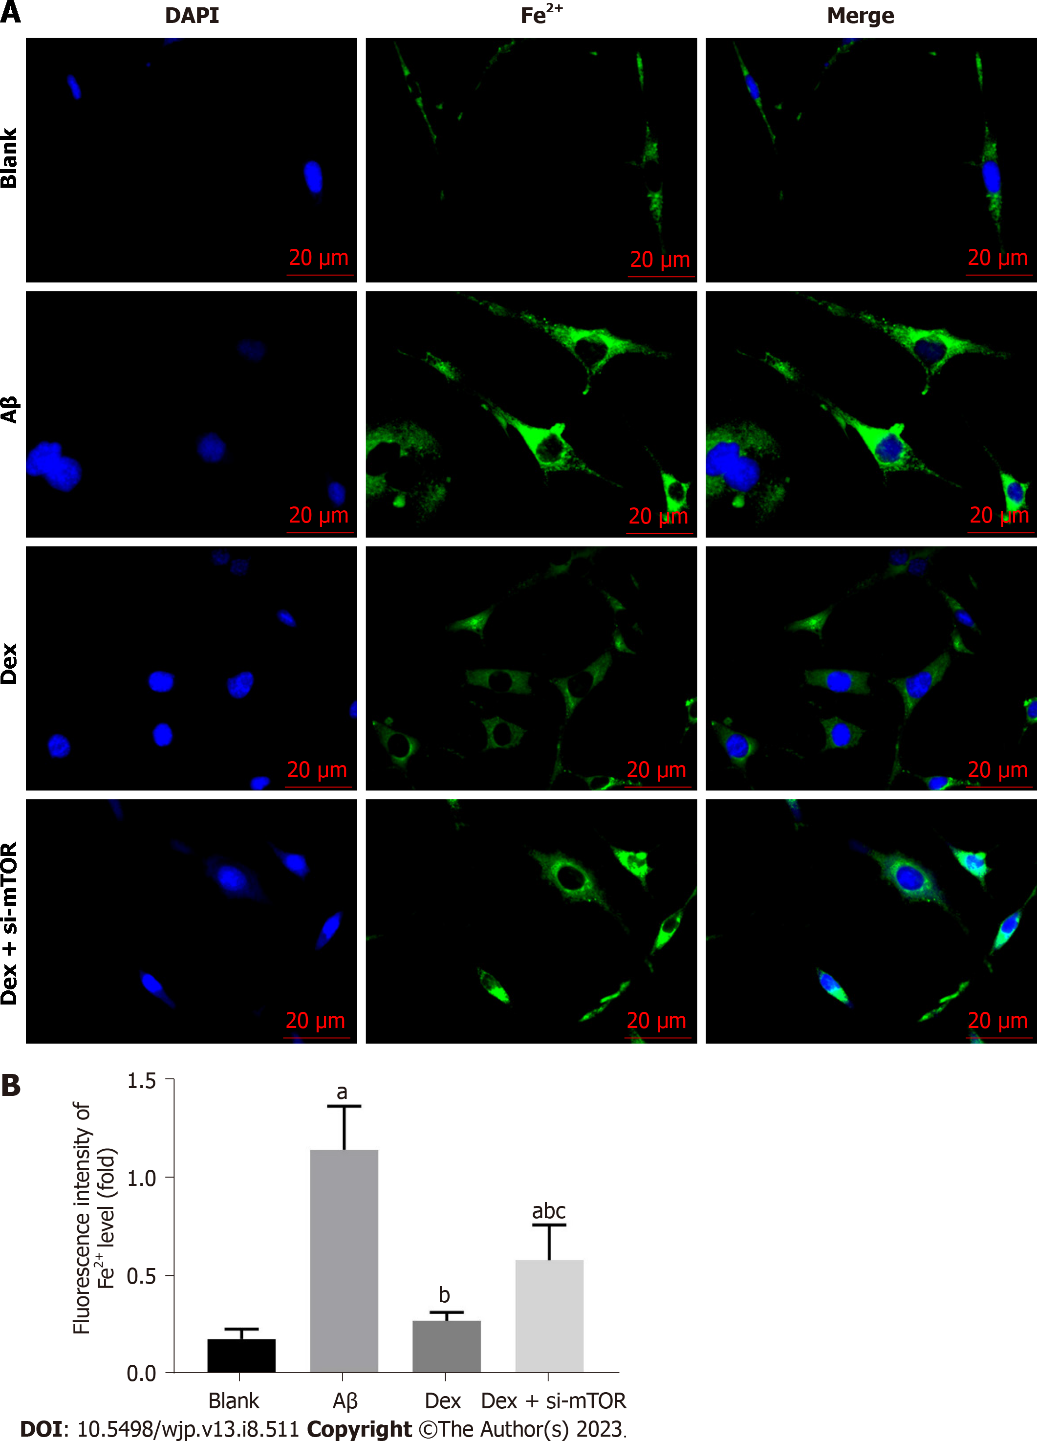 A
DAPI
Fe²⁺
Merge
Blank
20 µm
20 µm
20 µm
Aβ
20 µm
20 µm
20 µm
Dex
20 µm
20 µm
20 µm
Dex + si-mTOR
20 µm
20 µm
20 µm
B
Fluorescence intensity of
Fe²⁺ level (fold)
1.5
1.0
0.5
0.0
a
b
abc
Blank
Aβ
Dex
Dex + si-mTOR
DOI: 10.5498/wjp.v13.i8.511 Copyright ©The Author(s) 2023.